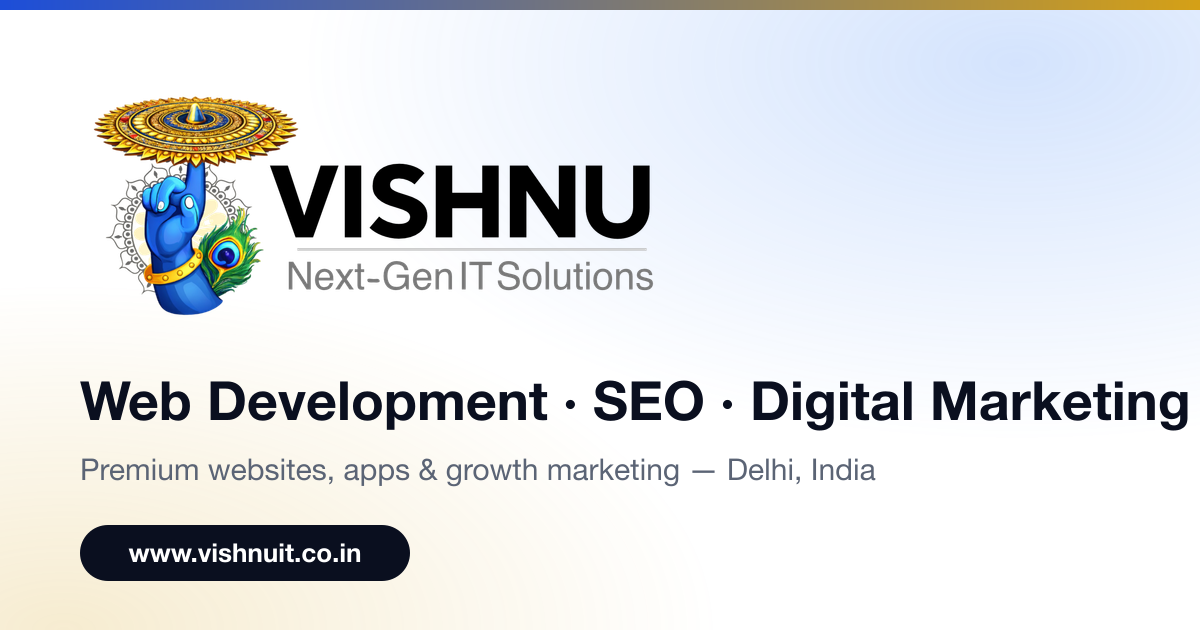 VISHNU
Next-Gen IT Solutions
Web Development · SEO · Digital Marketing
Premium websites, apps & growth marketing — Delhi, India
www.vishnuit.co.in